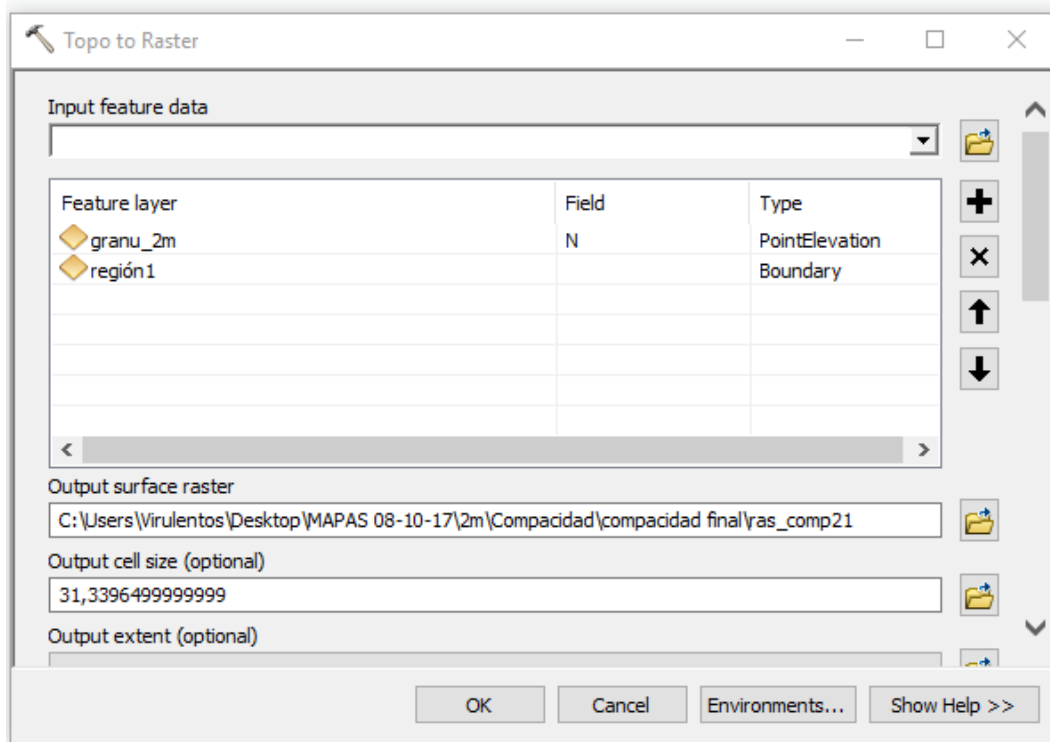 Topo to Raster
Input feature data
Feature layer Field Type
granu_2m N PointElevation
región1 Boundary
Output surface raster
C:\Users\Virulentos\Desktop\MAPAS 08-10-17\2m\Compacidad\compacidad final\ras_comp21
Output cell size (optional)
31,3396499999999
Output extent (optional)
OK Cancel Environments... Show Help >>